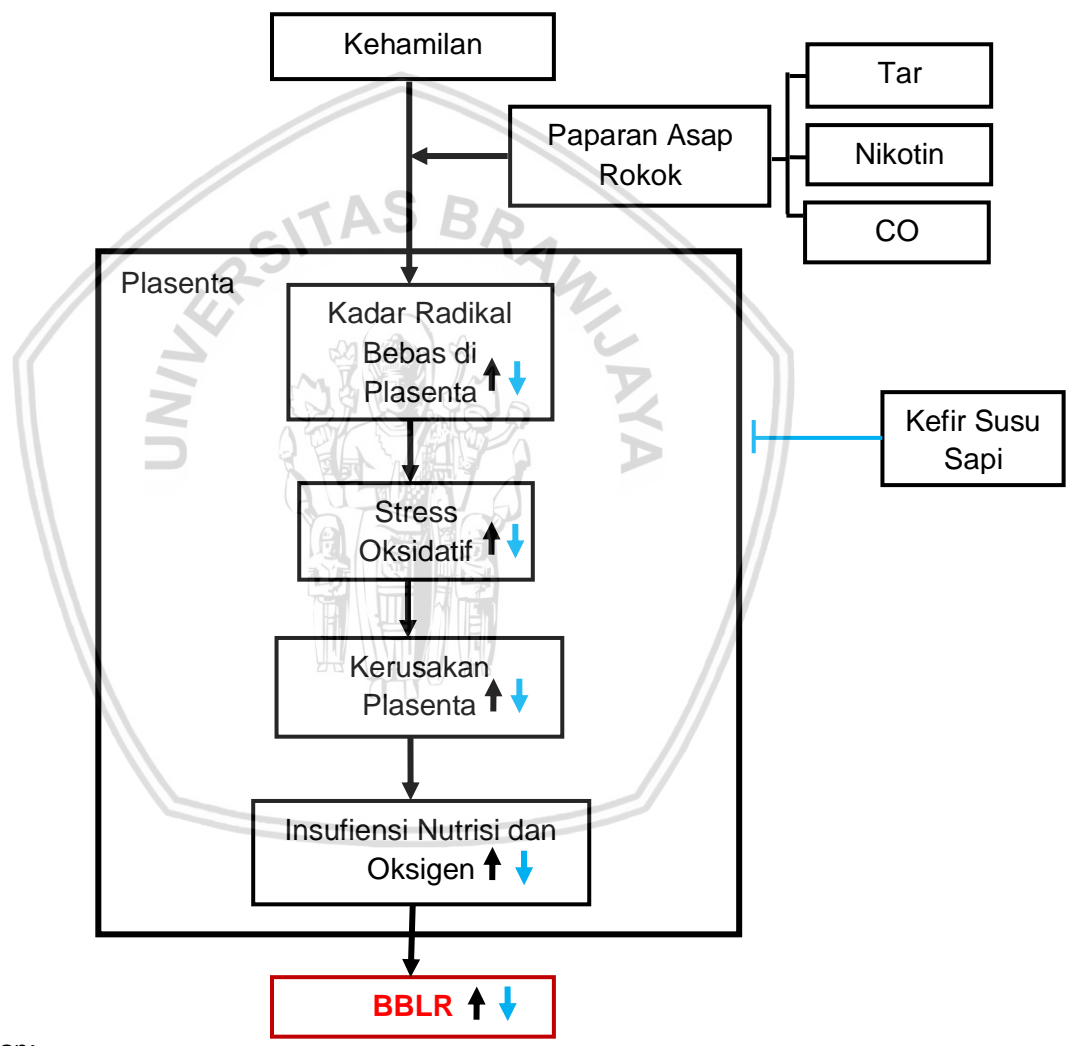 Kehamilan
Tar
Paparan Asap
Rokok
Nikotin
CO
UNIVERSITAS BRAWIJAYA
Plasenta
Kadar Radikal
Bebas di
Plasenta
Kefir Susu
Sapi
Stress
Oksidatif
Kerusakan
Plasenta
Insufiensi Nutrisi dan
Oksigen
BBLR